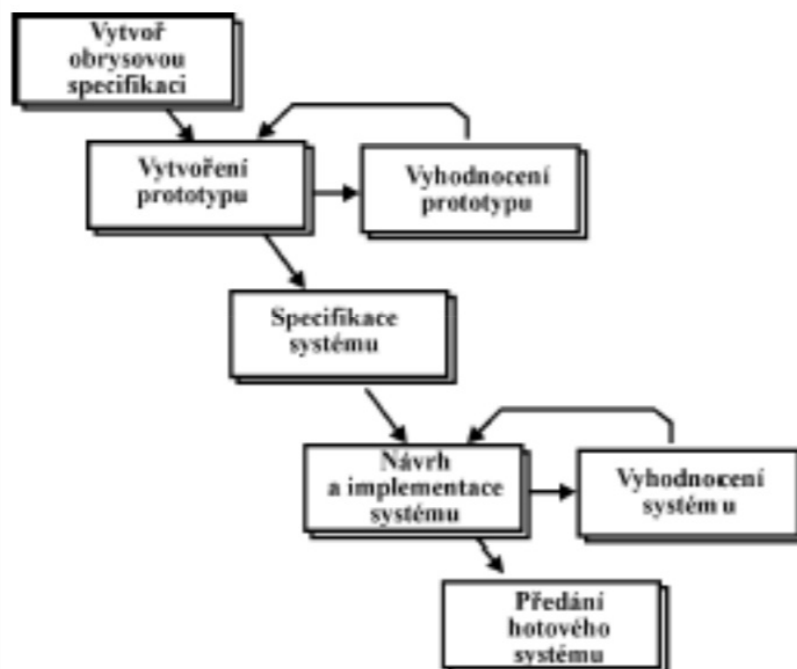 Vytvoř
obrysovou
specifikaci
Vytvoření
prototypu
Vyhodnocení
prototypu
Specifikace
systému
Návrh
a implementace
systému
Vyhodnocení
systém u
Předání
hotového
systému